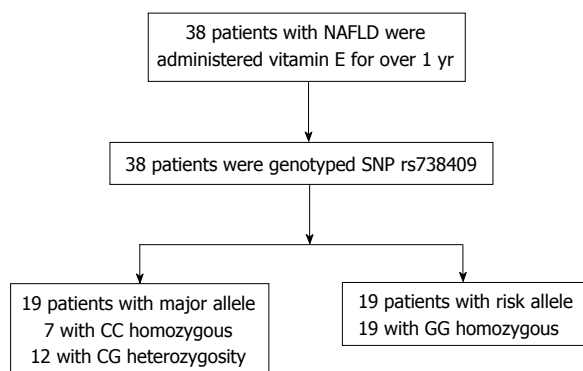 38 patients with NAFLD were
administered vitamin E for over 1 yr
38 patients were genotyped SNP rs738409
19 patients with major allele
7 with CC homozygous
12 with CG heterozygosity
19 patients with risk allele
19 with GG homozygous